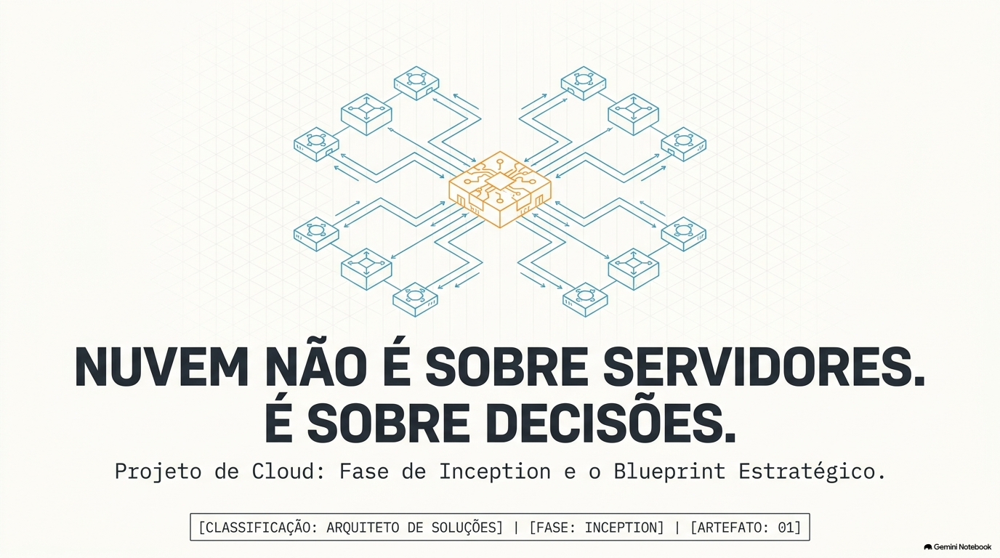 NUVEM NÃO É SOBRE SERVIDORES.
É SOBRE DECISÕES.
Projeto de Cloud: Fase de Inception e o Blueprint Estratégico.
[CLASSIFICAÇÃO: ARQUITETO DE SOLUÇÕES] | [FASE: INCEPTION] | [ARTEFATO: 01]
Gemini Notebook